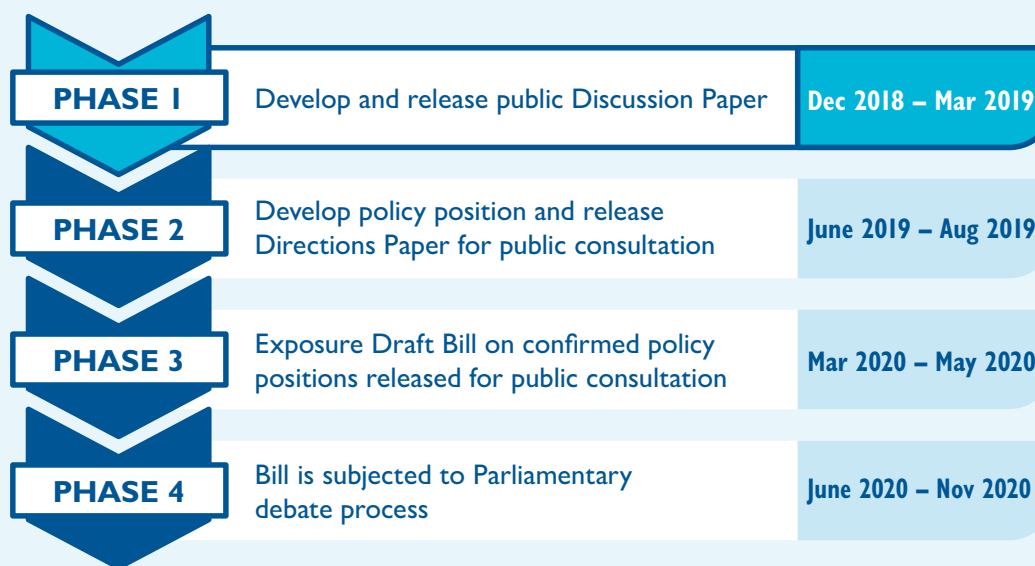 PHASE 1
Develop and release public Discussion Paper
Dec 2018 – Mar 2019
PHASE 2
Develop policy position and release
Directions Paper for public consultation
June 2019 – Aug 2019
PHASE 3
Exposure Draft Bill on confirmed policy
positions released for public consultation
Mar 2020 – May 2020
PHASE 4
Bill is subjected to Parliamentary
debate process
June 2020 – Nov 2020